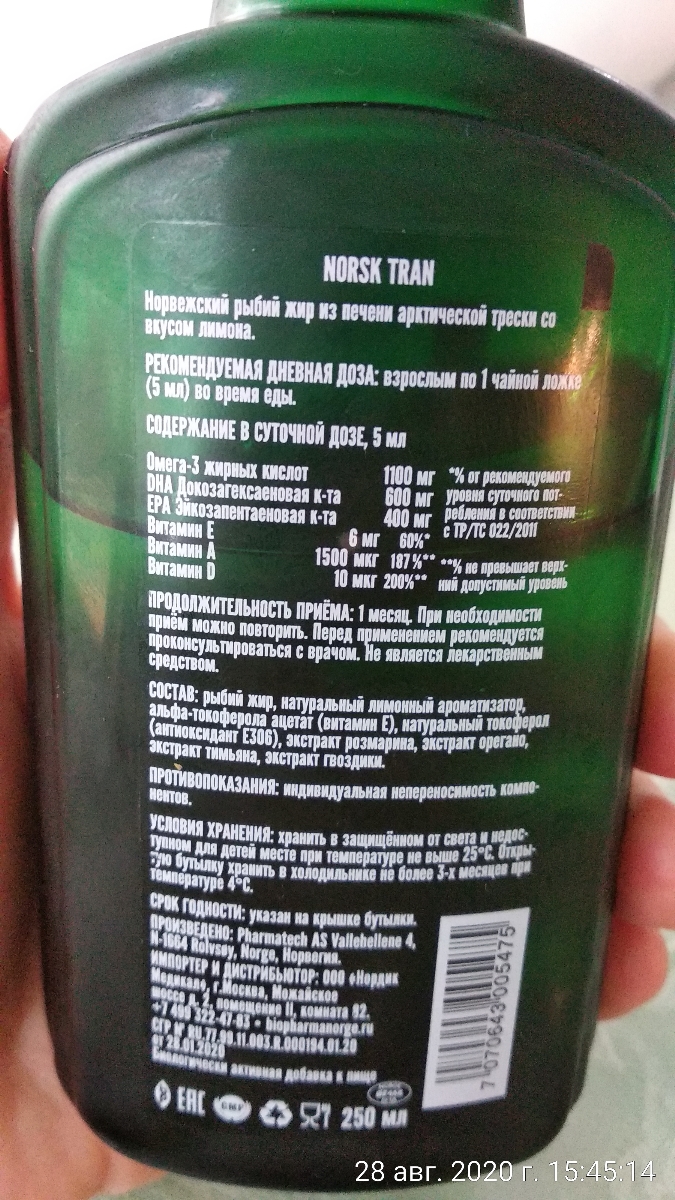 NORSK TRAN
Норвежский рыбий жир из печени арктической трески со
вкусом лимона.
РЕКОМЕНДУЕМАЯ ДНЕВНАЯ ДОЗА: взрослым по 1 чайной ложке
(5 мл) во время еды.
СОДЕРЖАНИЕ В СУТОЧНОЙ ДОЗЕ, 5 мл
Омега-3 жирных кислот 1100 мг
DHA Докозагексаеновая к-та 600 мг
EPA Эйкозапентаеновая к-та 400 мг
Витамин E 6 мг 60%*
Витамин A 1500 мкг 187%**
Витамин D 10 мкг 200%**
*% от рекомендуемого
уровня суточного пот-
ребления в соответствии
с ТР/ТС 022/2011
**% не превышает верх-
ний допустимый уровень
ПРОДОЛЖИТЕЛЬНОСТЬ ПРИЁМА: 1 месяц. При необходимости
приём можно повторить. Перед применением рекомендуется
проконсультироваться с врачом. Не является лекарственным
средством.
СОСТАВ: рыбий жир, натуральный лимонный ароматизатор,
альфа-токоферола ацетат (витамин E), натуральный токоферол
(антиоксидант E306), экстракт розмарина, экстракт орегано,
экстракт тимьяна, экстракт гвоздики.
ПРОТИВОПОКАЗАНИЯ: индивидуальная непереносимость компо-
нентов.
УСЛОВИЯ ХРАНЕНИЯ: хранить в защищённом от света и недос-
тупном для детей месте при температуре не выше 25°C. Откры-
тую бутылку хранить в холодильнике не более 3-х месяцев при
температуре 4°C.
СРОК ГОДНОСТИ: указан на крышке бутылки.
ПРОИЗВЕДЕНО: Pharmatech AS Vallehellene 4,
N-1664 Rolvsøy, Norge, Норвегия.
ИМПОРТЕР И ДИСТРИБЬЮТОР: ООО «Нордик
Медикал», г.Москва, Можайское
шоссе д. 2, помещение II, комната 82.
+7 499 322-47-83 • biopharmanorge.ru
СГР № RU.77.99.11.003.R.000194.01.20
от 28.01.2020
Биологически активная добавка к пище
EAC GMP 250 мл
7 070643 005475
28 авг. 2020 г. 15:45:14